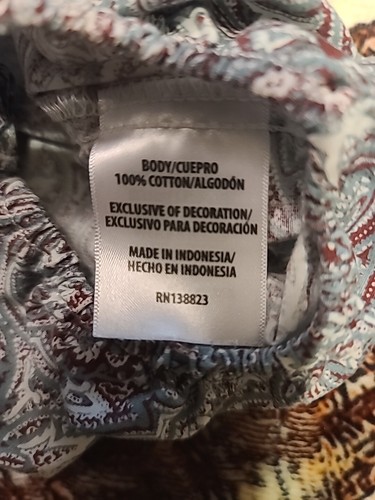 BODY/CUEPRO
100% COTTON/ALGODÓN
EXCLUSIVE OF DECORATION/
EXCLUSIVO PARA DECORACIÓN
MADE IN INDONESIA/
HECHO EN INDONESIA
RN138823